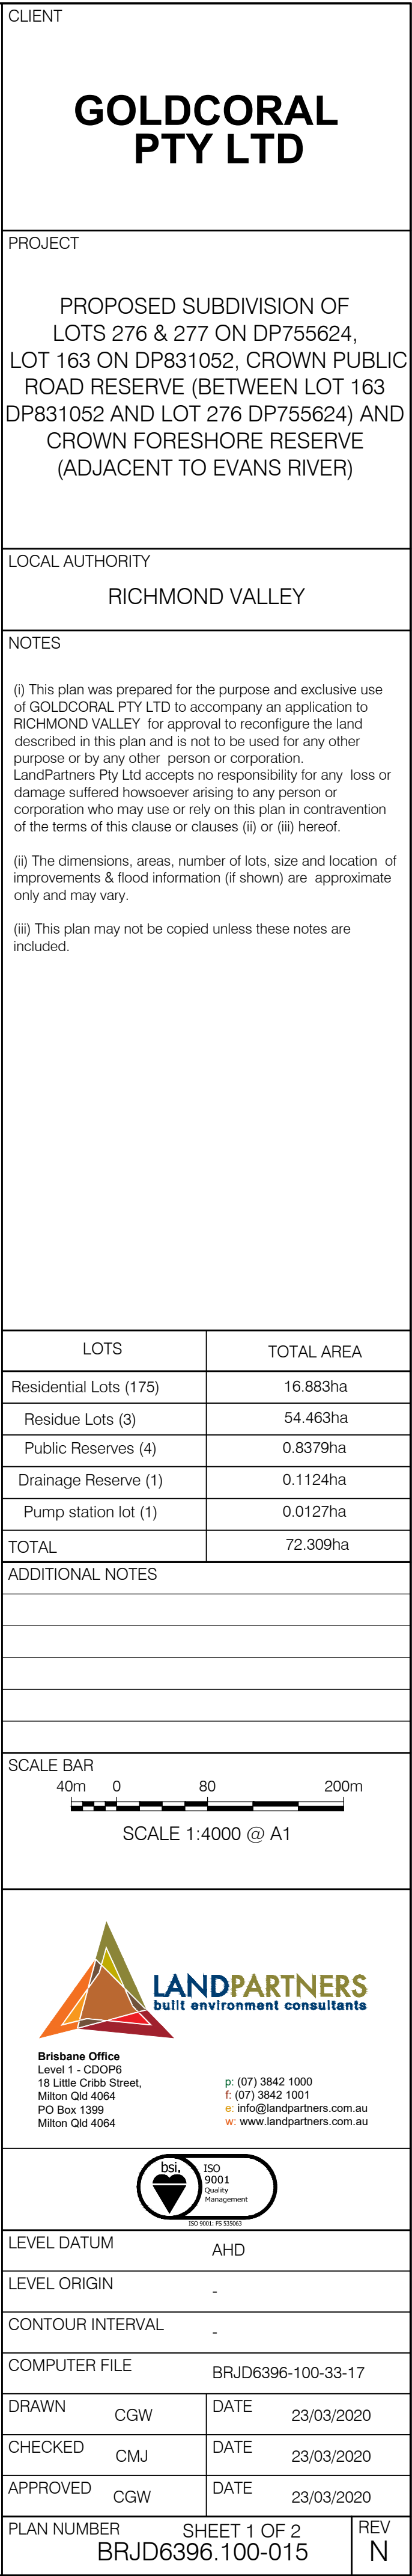 CLIENT
GOLDCORAL
PTY LTD
PROJECT
PROPOSED SUBDIVISION OF
LOTS 276 & 277 ON DP755624,
LOT 163 ON DP831052, CROWN PUBLIC
ROAD RESERVE (BETWEEN LOT 163
DP831052 AND LOT 276 DP755624) AND
CROWN FORESHORE RESERVE
(ADJACENT TO EVANS RIVER)
LOCAL AUTHORITY
RICHMOND VALLEY
NOTES
(i) This plan was prepared for the purpose and exclusive use
of GOLDCORAL PTY LTD to accompany an application to
RICHMOND VALLEY for approval to reconfigure the land
described in this plan and is not to be used for any other
purpose or by any other person or corporation.
LandPartners Pty Ltd accepts no responsibility for any loss or
damage suffered howsoever arising to any person or
corporation who may use or rely on this plan in contravention
of the terms of this clause or clauses (ii) or (iii) hereof.
(ii) The dimensions, areas, number of lots, size and location of
improvements & flood information (if shown) are approximate
only and may vary.
(iii) This plan may not be copied unless these notes are
included.
LOTS TOTAL AREA
Residential Lots (175) 16.883ha
Residue Lots (3) 54.463ha
Public Reserves (4) 0.8379ha
Drainage Reserve (1) 0.1124ha
Pump station lot (1) 0.0127ha
TOTAL 72.309ha
ADDITIONAL NOTES
SCALE BAR
40m 0 80 200m
SCALE 1:4000 @ A1
LANDPARTNERS
built environment consultants
Brisbane Office
Level 1 - CDOP6
18 Little Cribb Street,
Milton Qld 4064
PO Box 1399
Milton Qld 4064
p: (07) 3842 1000
f: (07) 3842 1001
e: info@landpartners.com.au
w: www.landpartners.com.au
bsi.
ISO
9001
Quality
Management
ISO 9001: FS 535063
LEVEL DATUM AHD
LEVEL ORIGIN -
CONTOUR INTERVAL -
COMPUTER FILE BRJD6396-100-33-17
DRAWN CGW DATE 23/03/2020
CHECKED CMJ DATE 23/03/2020
APPROVED CGW DATE 23/03/2020
PLAN NUMBER SHEET 1 OF 2 REV
BRJD6396.100-015 N